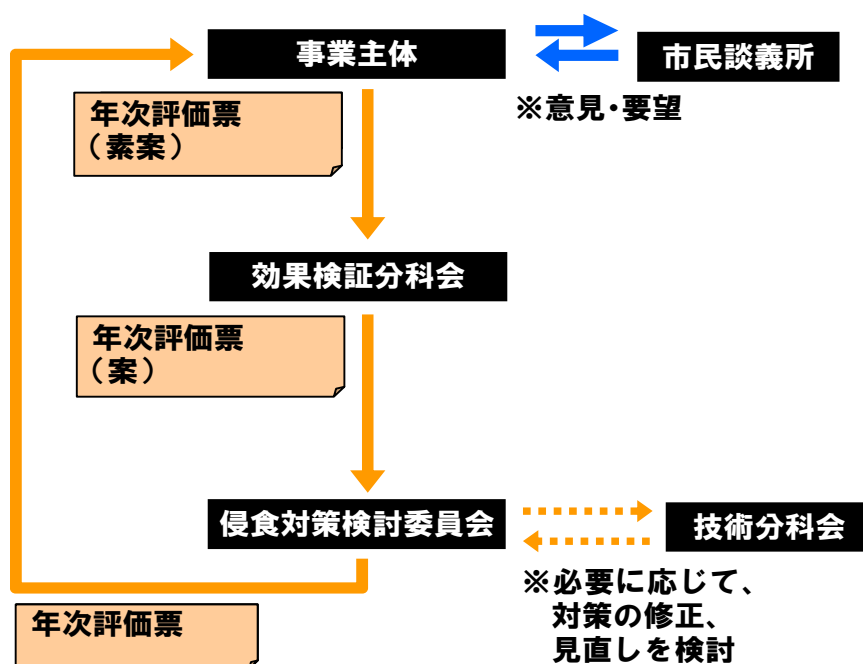 事業主体
市民談義所
※意見・要望
年次評価票
（素案）
効果検証分科会
年次評価票
（案）
侵食対策検討委員会
技術分科会
※必要に応じて、
対策の修正、
見直しを検討
年次評価票